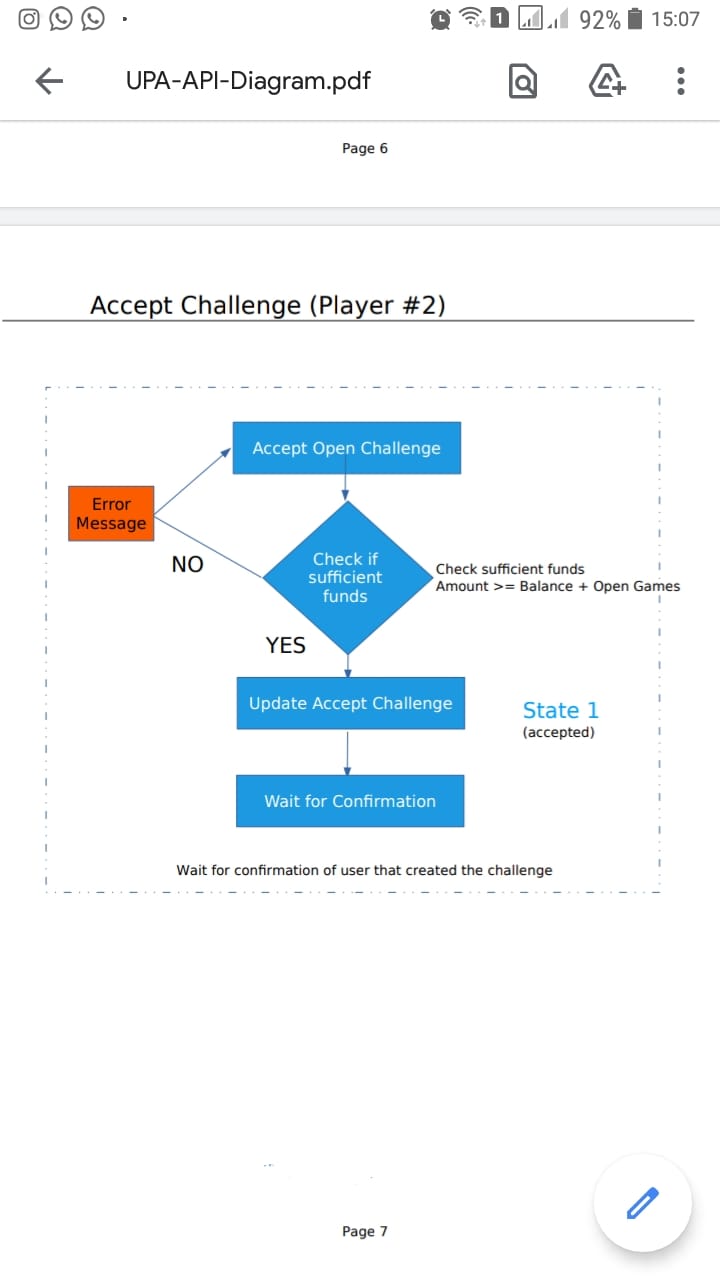 1 92% 15:07
UPA-API-Diagram.pdf
Page 6
Accept Challenge (Player #2)
Accept Open Challenge
Error
Message
NO
Check if
sufficient
funds
Check sufficient funds
Amount >= Balance + Open Games
YES
Update Accept Challenge
State 1
(accepted)
Wait for Confirmation
Wait for confirmation of user that created the challenge
Page 7